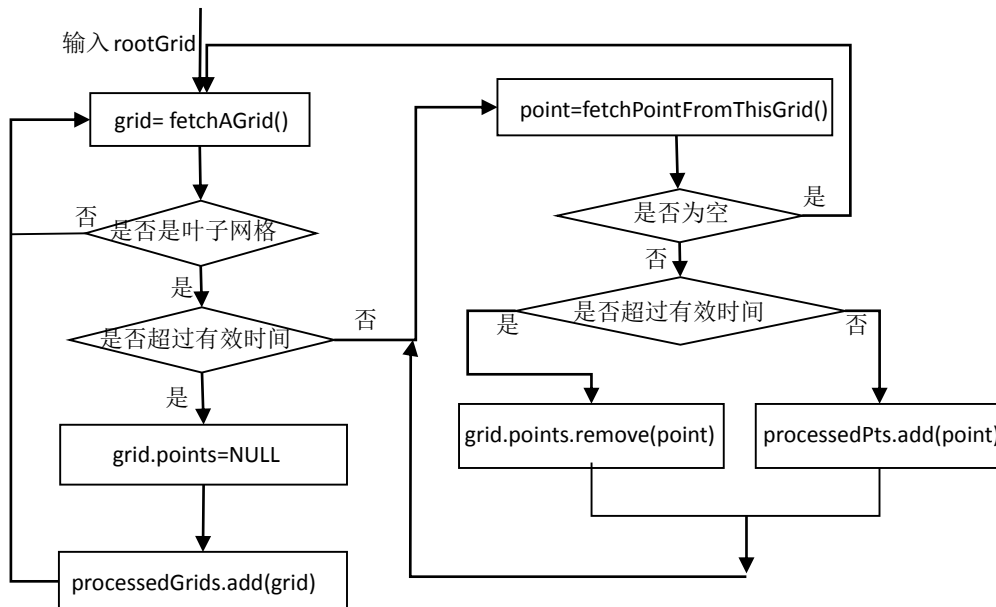 输入rootGrid
grid= fetchAGrid()
否
是否是叶子网格
是
是否超过有效时间
否
是
grid.points=NULL
processedGrids.add(grid)
point=fetchPointFromThisGrid()
是否为空
是
否
是否超过有效时间
是
否
grid.points.remove(point)
processedPts.add(point)